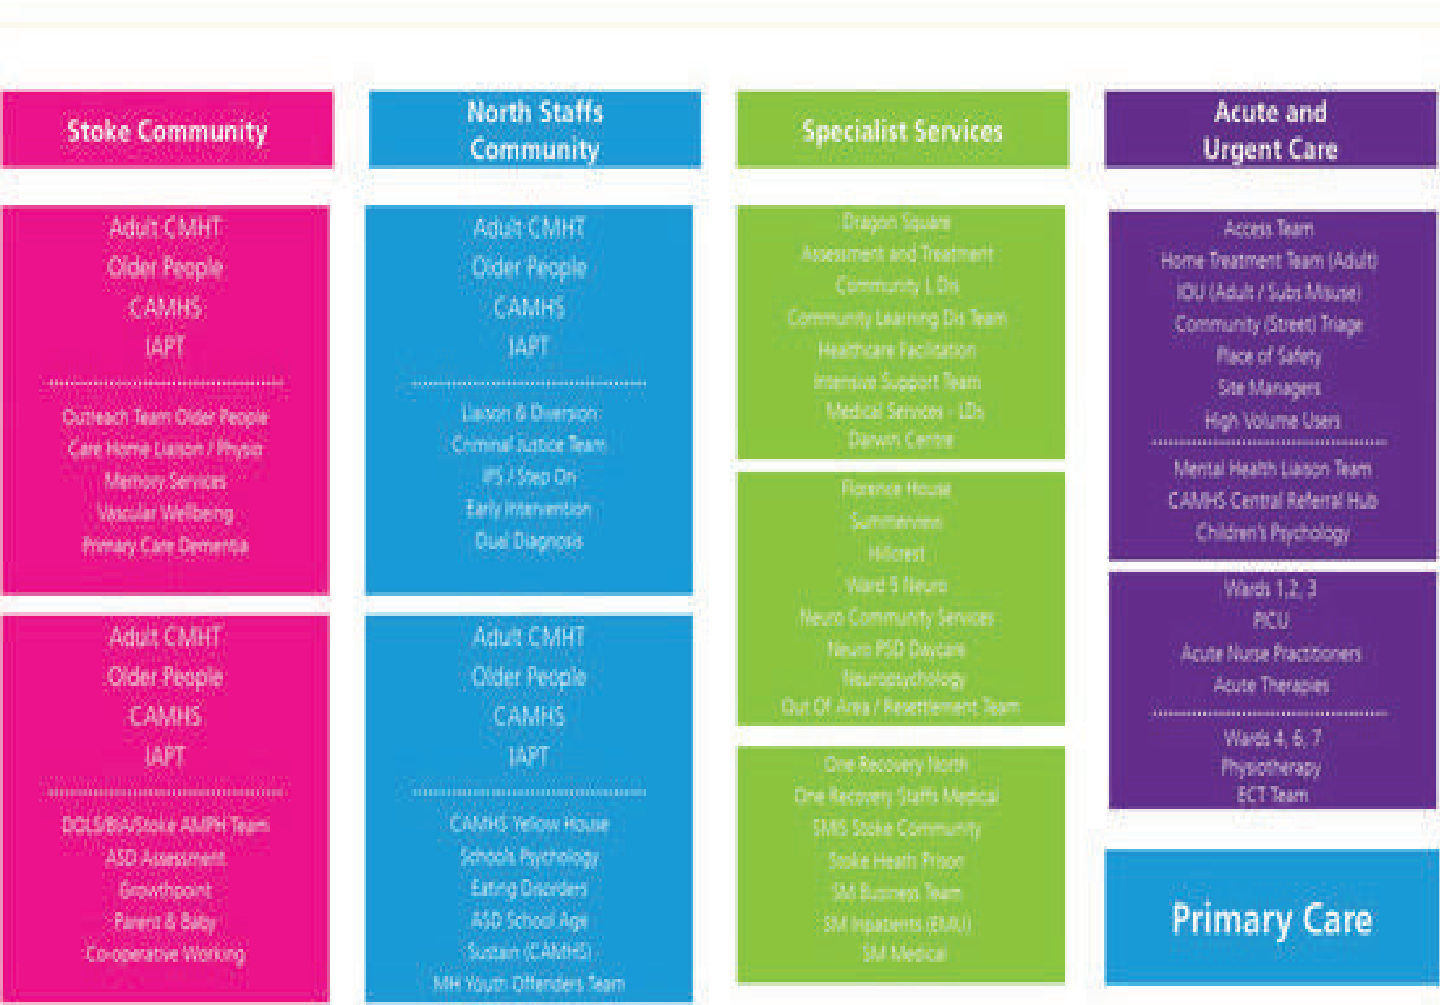 Stoke Community
Adult CMHT
Older People
CAMHS
IAPT
Outreach Team Older People
Care Home Liaison / Physio
Memory Services
Vascular Wellbeing
Primary Care Dementia
Adult CMHT
Older People
CAMHS
IAPT
DOLS/BIA/Stoke AMPH Team
ASD Assessment
Growthpoint
Parent & Baby
Co-operative Working
North Staffs
Community
Adult CMHT
Older People
CAMHS
IAPT
Liaison & Diversion
Criminal Justice Team
IPS / Step On
Early Intervention
Dual Diagnosis
Adult CMHT
Older People
CAMHS
IAPT
CAMHS Yellow House
Schools Psychology
Eating Disorders
ASD School Age
Sustain (CAMHS)
MH Youth Offenders Team
Specialist Services
Dragon Square
Assessment and Treatment
Community L Dis
Community Learning Dis Team
Healthcare Facilitation
Intensive Support Team
Medical Services - LDs
Darwin Centre
Florence House
Summerview
Hillcrest
Ward 5 Neuro
Neuro Community Services
Neuro PSD Daycare
Neuropsychology
Out Of Area / Resettlement Team
One Recovery North
One Recovery Staffs Medical
SMS Stoke Community
Stoke Heath Prison
SM Business Team
SM Inpatients (EMU)
SM Medical
Acute and
Urgent Care
Access Team
Home Treatment Team (Adult)
IOU (Adult / Subs Misuse)
Community (Street) Triage
Place of Safety
Site Managers
High Volume Users
Mental Health Liaison Team
CAMHS Central Referral Hub
Children's Psychology
Wards 1,2, 3
PICU
Acute Nurse Practitioners
Acute Therapies
Wards 4, 6, 7
Physiotherapy
ECT Team
Primary Care